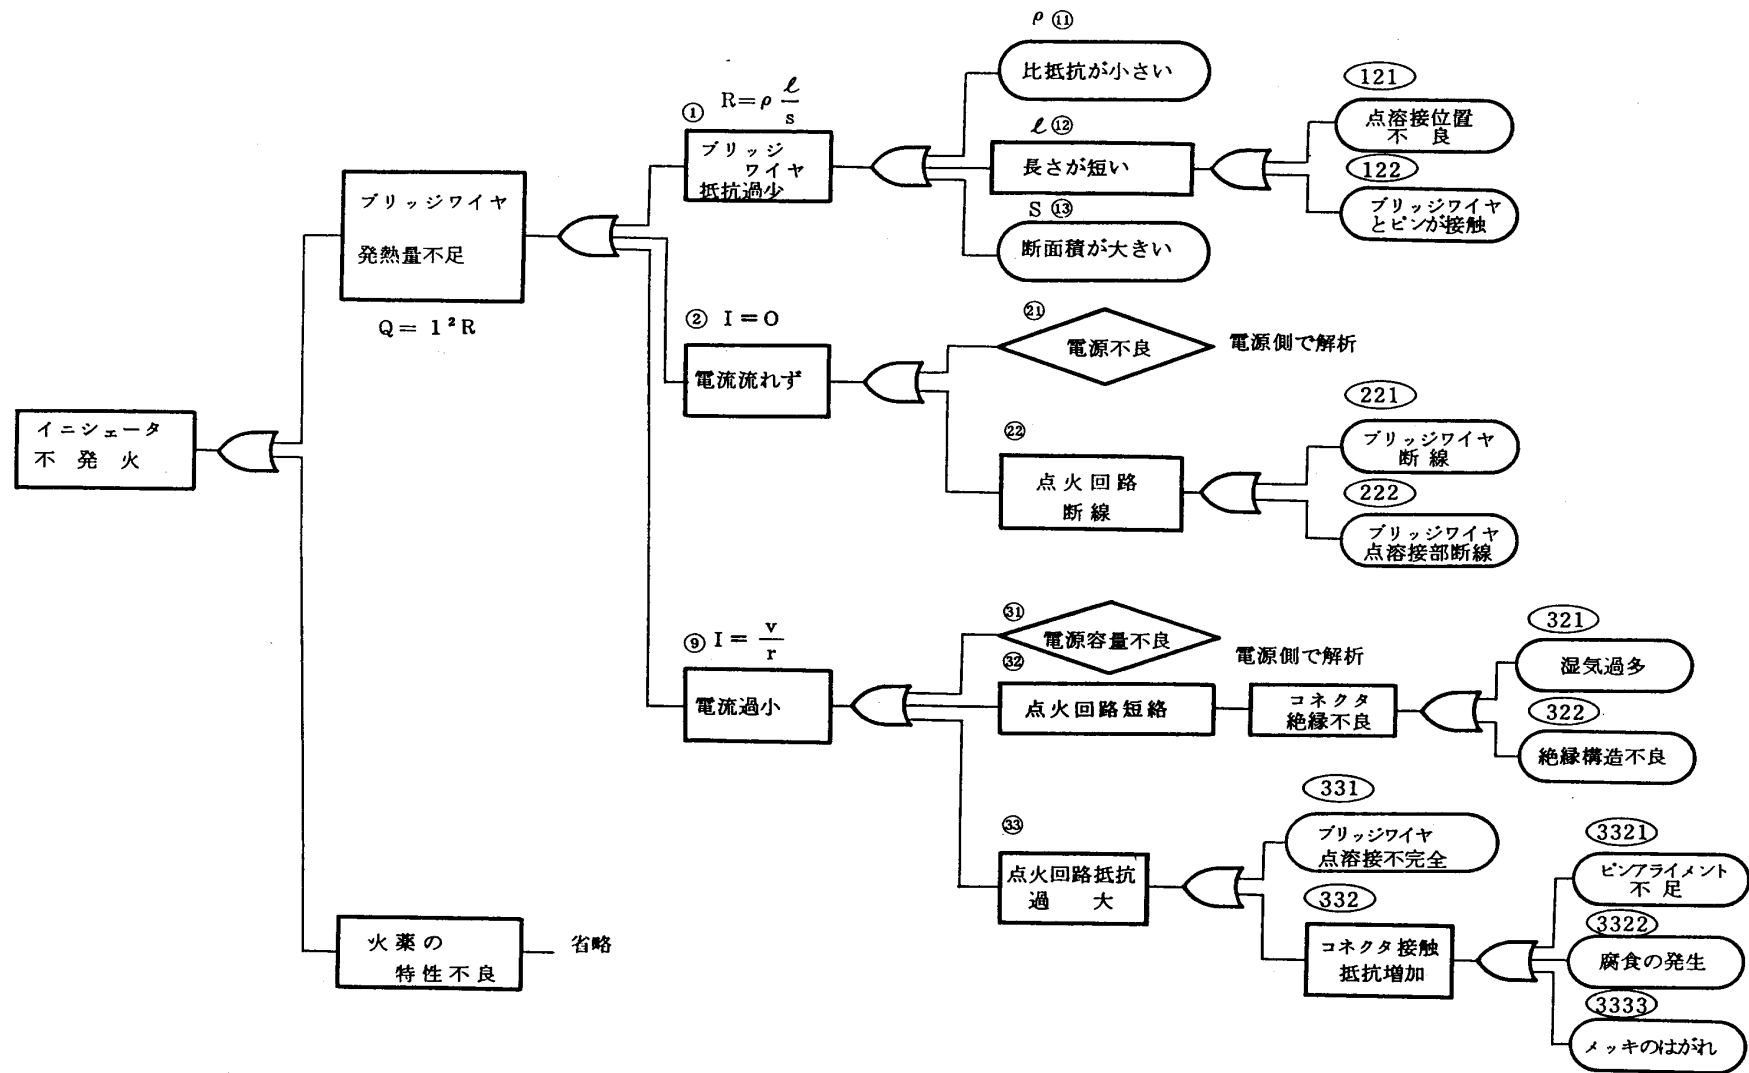 イニシェータ
不発火
ブリッジワイヤ
発熱量不足
Q = 1²R
火薬の
特性不良
省略
① R=ρ ℓ/s
ブリッジ
ワイヤ
抵抗過少
ρ ⑪
比抵抗が小さい
ℓ ⑫
長さが短い
S ⑬
断面積が大きい
121
点溶接位置
不良
122
ブリッジワイヤ
とピンが接触
② I=O
電流流れず
㉑
電源不良
電源側で解析
㉒
点火回路
断線
221
ブリッジワイヤ
断線
222
ブリッジワイヤ
点溶接部断線
⑨ I = v/r
電流過小
㉛
電源容量不良
電源側で解析
㉜
点火回路短絡
コネクタ
絶縁不良
321
湿気過多
322
絶縁構造不良
㉝
点火回路抵抗
過大
331
ブリッジワイヤ
点溶接不完全
332
コネクタ接触
抵抗増加
3321
ピンアライメント
不足
3322
腐食の発生
3333
メッキのはがれ